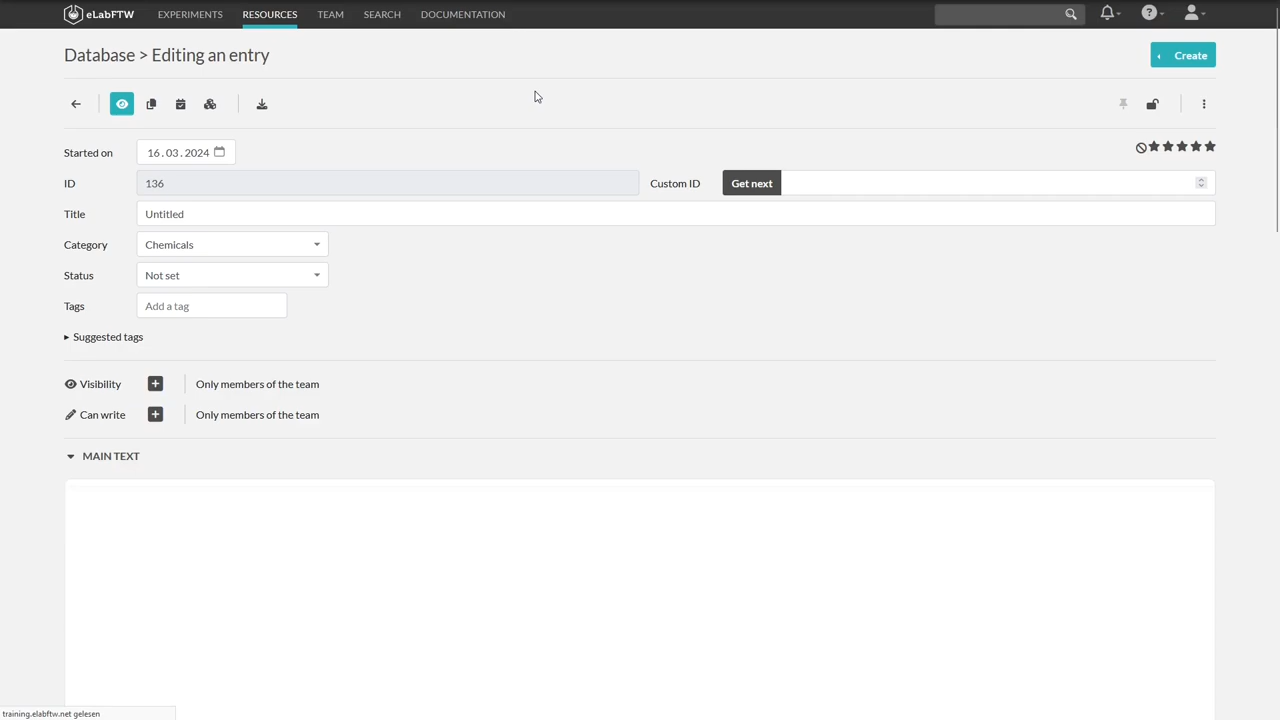 eLabFTW EXPERIMENTS RESOURCES TEAM SEARCH DOCUMENTATION
Database > Editing an entry
Create
Started on 16.03.2024
ID 136 Custom ID Get next
Title Untitled
Category Chemicals
Status Not set
Tags Add a tag
Suggested tags
Visibility Only members of the team
Can write Only members of the team
MAIN TEXT
training.elabftw.net gelesen